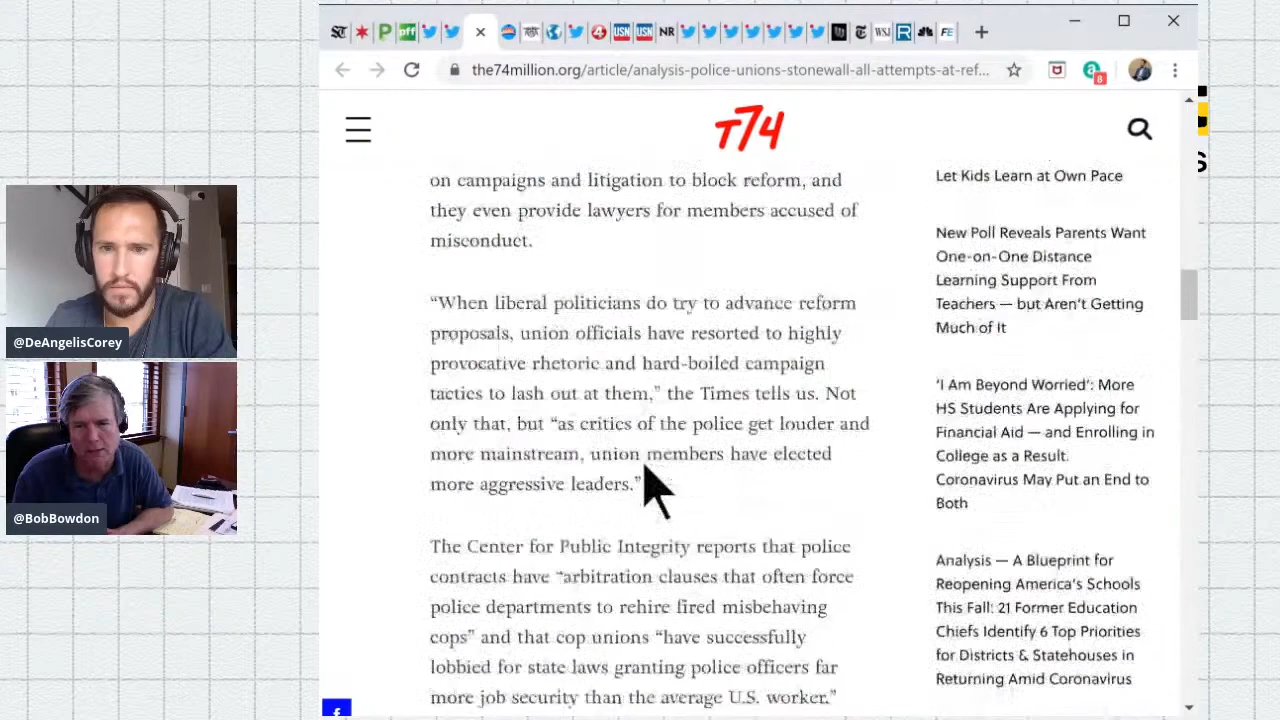 the74million.org/article/analysis-police-unions-stonewall-all-attempts-at-ref...
8
T74
on campaigns and litigation to block reform, and
they even provide lawyers for members accused of
misconduct.
“When liberal politicians do try to advance reform
proposals, union officials have resorted to highly
provocative rhetoric and hard-boiled campaign
tactics to lash out at them,” the Times tells us. Not
only that, but “as critics of the police get louder and
more mainstream, union members have elected
more aggressive leaders.”
The Center for Public Integrity reports that police
contracts have “arbitration clauses that often force
police departments to rehire fired misbehaving
cops” and that cop unions “have successfully
lobbied for state laws granting police officers far
more job security than the average U.S. worker.”
Let Kids Learn at Own Pace
New Poll Reveals Parents Want
One-on-One Distance
Learning Support From
Teachers — but Aren’t Getting
Much of It
‘I Am Beyond Worried’: More
HS Students Are Applying for
Financial Aid — and Enrolling in
College as a Result.
Coronavirus May Put an End to
Both
Analysis — A Blueprint for
Reopening America’s Schools
This Fall: 21 Former Education
Chiefs Identify 6 Top Priorities
for Districts & Statehouses in
Returning Amid Coronavirus
@DeAngelisCorey
@BobBowdon